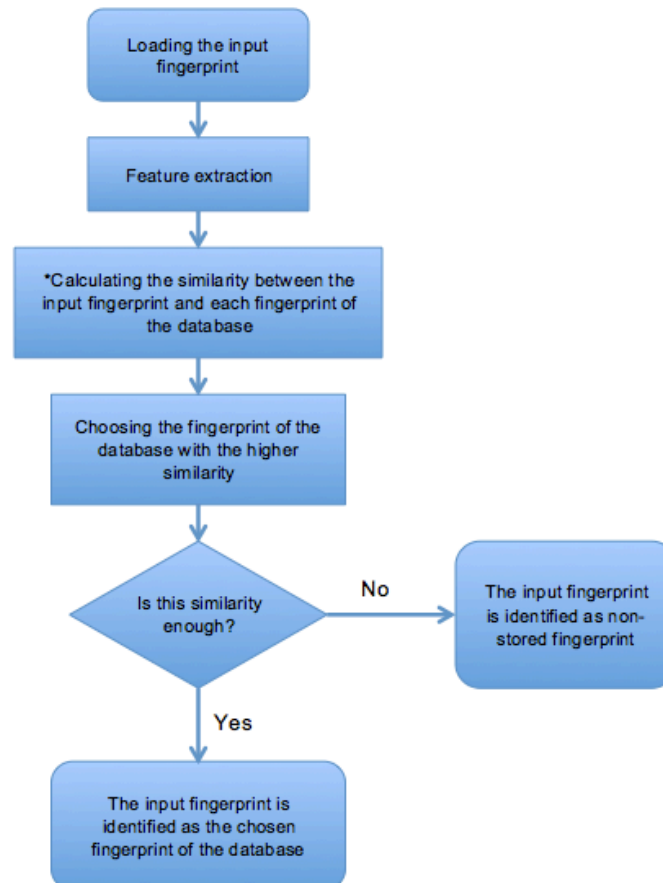 Loading the input
fingerprint
Feature extraction
*Calculating the similarity between the
input fingerprint and each fingerprint of
the database
Choosing the fingerprint of the
database with the higher
similarity
Is this similarity
enough?
No
The input fingerprint
is identified as non-
stored fingerprint
Yes
The input fingerprint is
identified as the chosen
fingerprint of the database